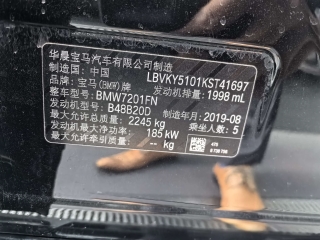 华晨宝马汽车有限公司制造
制造国：中国 LBVKY5101KST41697
品牌：宝马(BMW)牌 发动机排量：1998 mL
整车型号：BMW7201FN
发动机型号：B48B20D 制造年月：2019-08
最大允许总质量：2245 kg 乘坐人数：5
发动机最大净功率：185 kW
最大允许牵引质量：-- kg
475